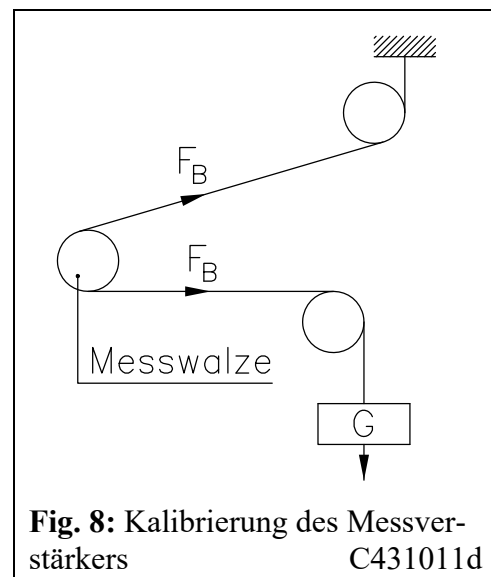 F_B
F_B
Messwalze
G
Fig. 8: Kalibrierung des Messver-
stärkers C431011d